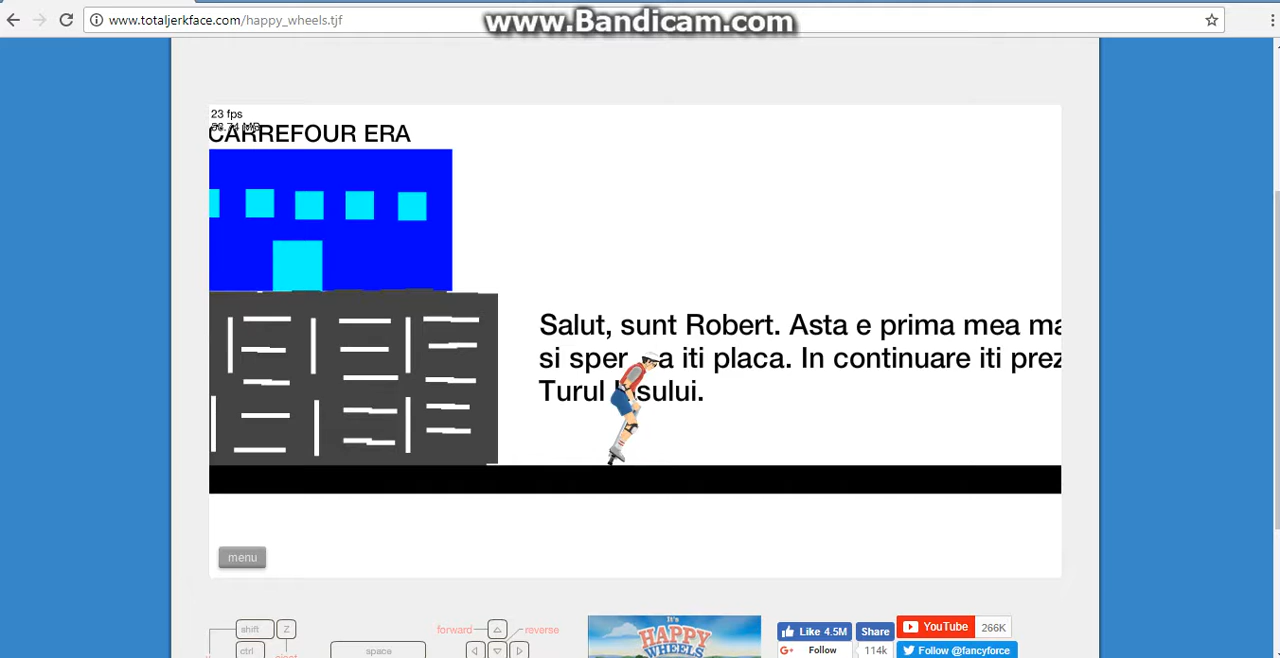 www.totaljerkface.com/happy_wheels.tjf
www.Bandicam.com
23 fps
CARREFOUR ERA
Salut, sunt Robert. Asta e prima mea
si sper iti placa. In continuare iti
Turul
menu
shift Z
ctrl
space
forward reverse
IT'S
HAPPY
WHEELS
Like 4.5M Share
Follow 114k
YouTube 266K
Follow @fancyforce